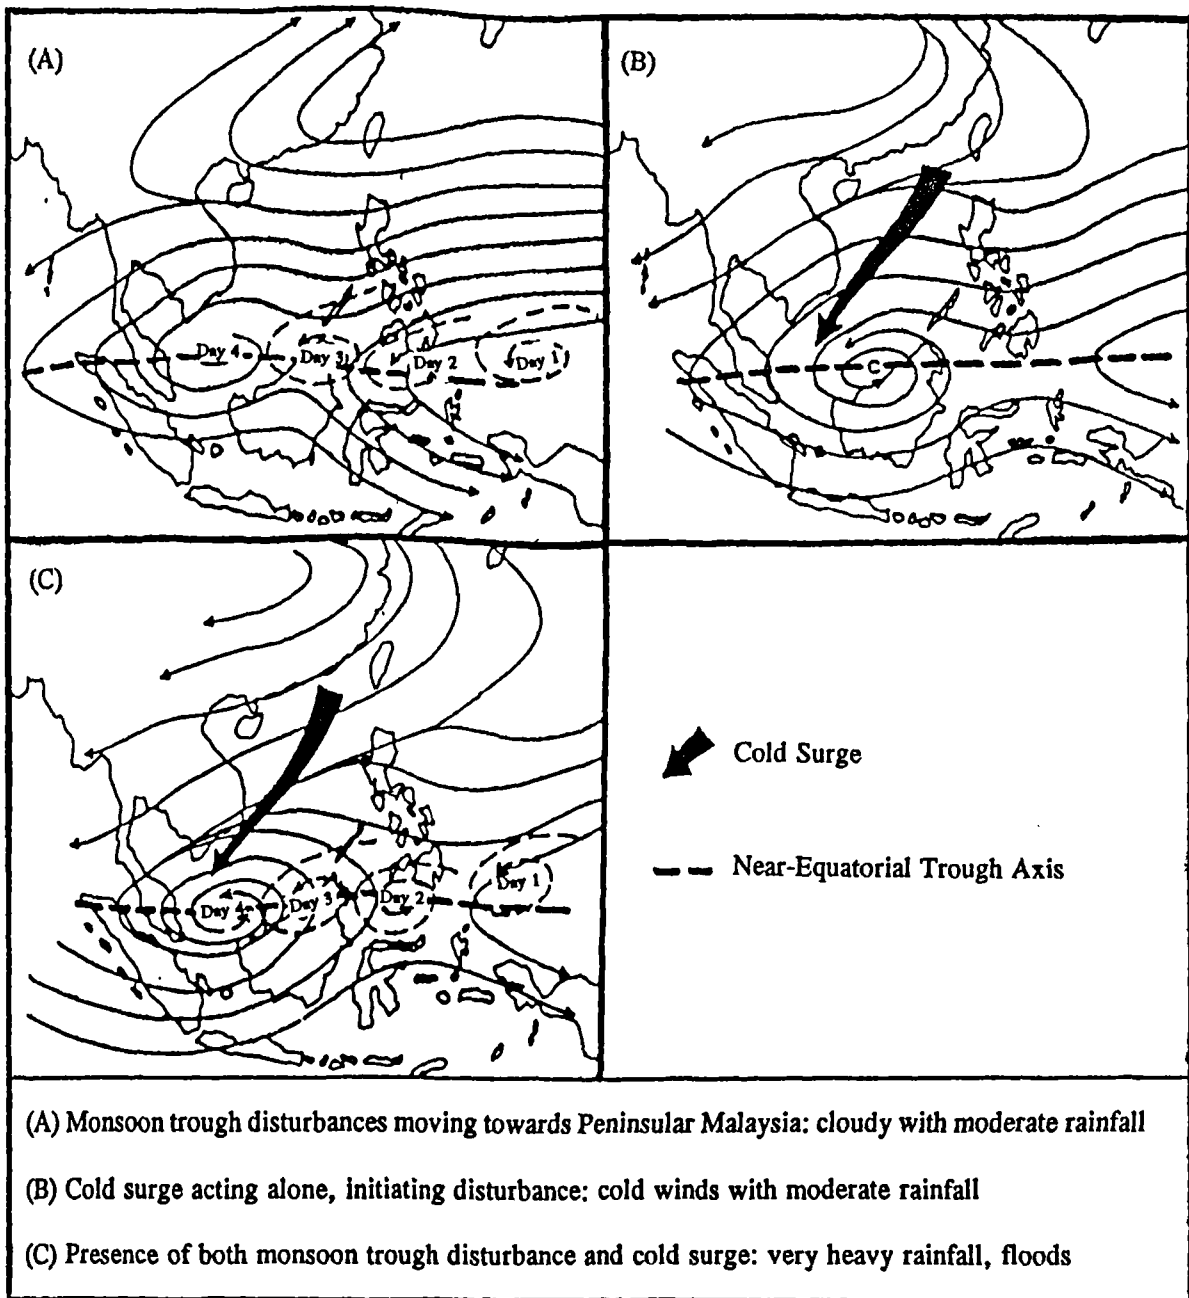 (A)
Day 4
Day 3
Day 2
Day 1
(B)
C
(C)
Day 4
Day 3
Day 2
Day 1
Cold Surge
Near-Equatorial Trough Axis
(A) Monsoon trough disturbances moving towards Peninsular Malaysia: cloudy with moderate rainfall
(B) Cold surge acting alone, initiating disturbance: cold winds with moderate rainfall
(C) Presence of both monsoon trough disturbance and cold surge: very heavy rainfall, floods